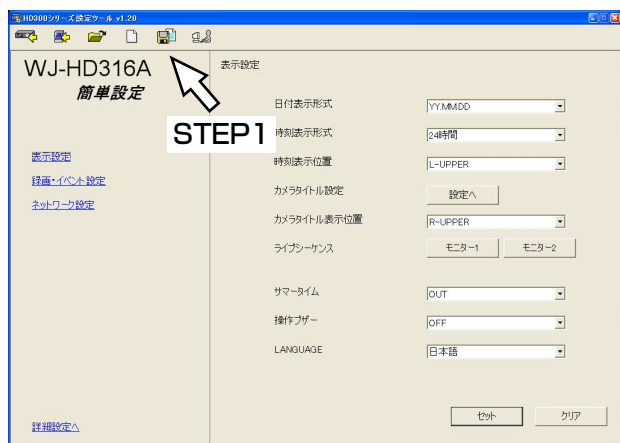 HD300シリーズ設定ツール v1.20
WJ-HD316A
簡単設定
表示設定
録画・イベント設定
ネットワーク設定
詳細設定へ
STEP1
表示設定
日付表示形式 YY.MM.DD
時刻表示形式 24時間
時刻表示位置 L-UPPER
カメラタイトル設定 設定へ
カメラタイトル表示位置 R-UPPER
ライブシーケンス モニター1 モニター2
サマータイム OUT
操作ブザー OFF
LANGUAGE 日本語
セット クリア